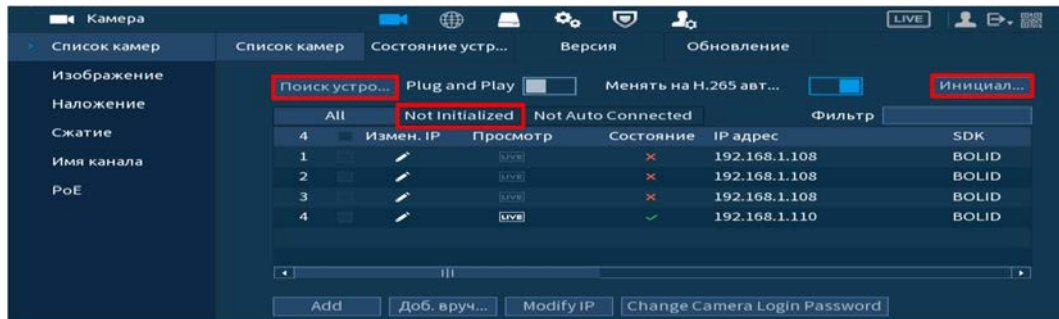 Камера LIVE
Список камер Список камер Состояние устр... Версия Обновление
Изображение
Поиск устро... Plug and Play Менять на H.265 авт... Инициал...
Наложение
All Not Initialized Not Auto Connected Фильтр
Сжатие
4 Измен. IP Просмотр Состояние IP адрес SDK
Имя канала
1 LIVE 192.168.1.108 BOLID
2 LIVE 192.168.1.108 BOLID
PoE
3 LIVE 192.168.1.108 BOLID
4 LIVE 192.168.1.110 BOLID
Add Доб. вруч... Modify IP Change Camera Login Password